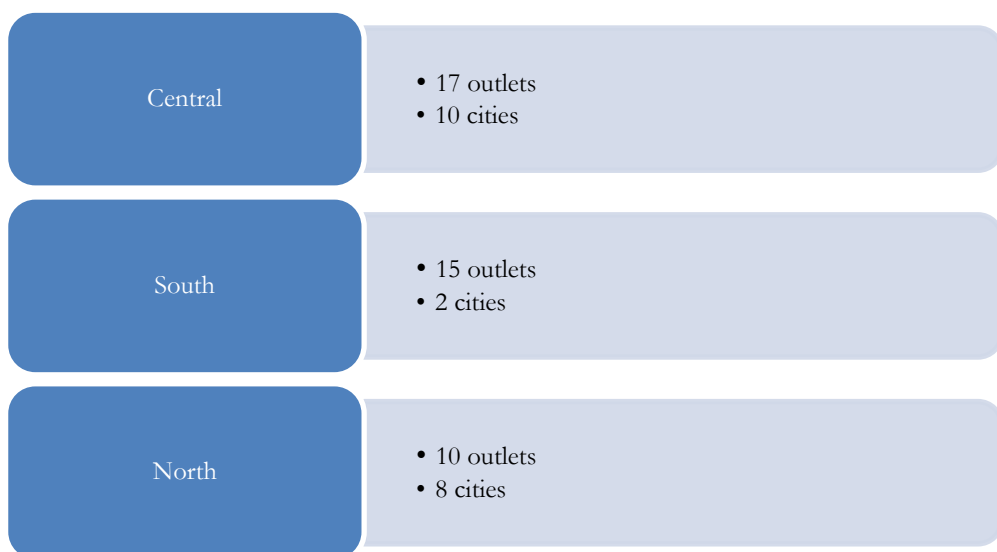 Central
• 17 outlets
• 10 cities
South
• 15 outlets
• 2 cities
North
• 10 outlets
• 8 cities